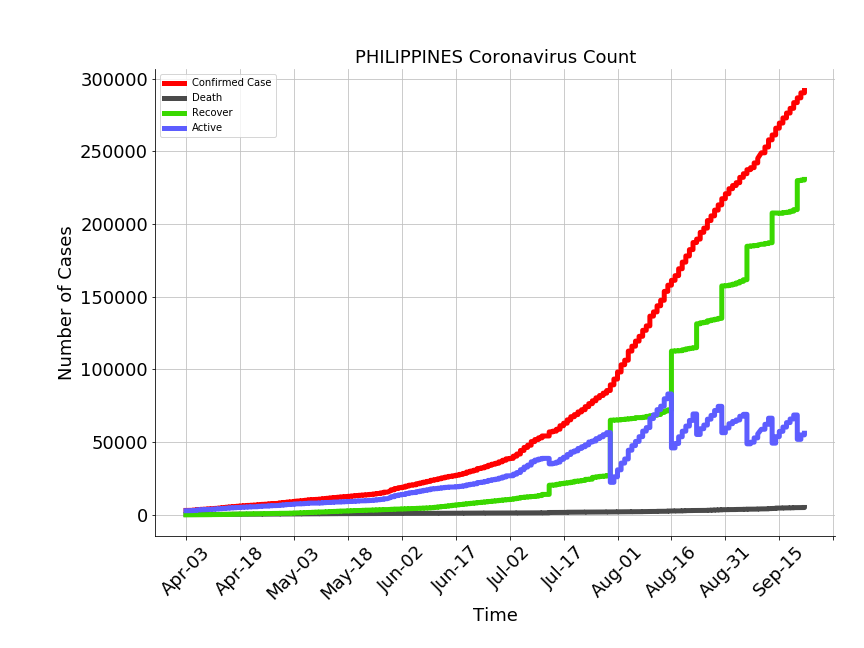 PHILIPPINES Coronavirus Count
Confirmed Case
Death
Recover
Active
300000
250000
200000
150000
100000
50000
0
Number of Cases
Apr-03
Apr-18
May-03
May-18
Jun-02
Jun-17
Jul-02
Jul-17
Aug-01
Aug-16
Aug-31
Sep-15
Time